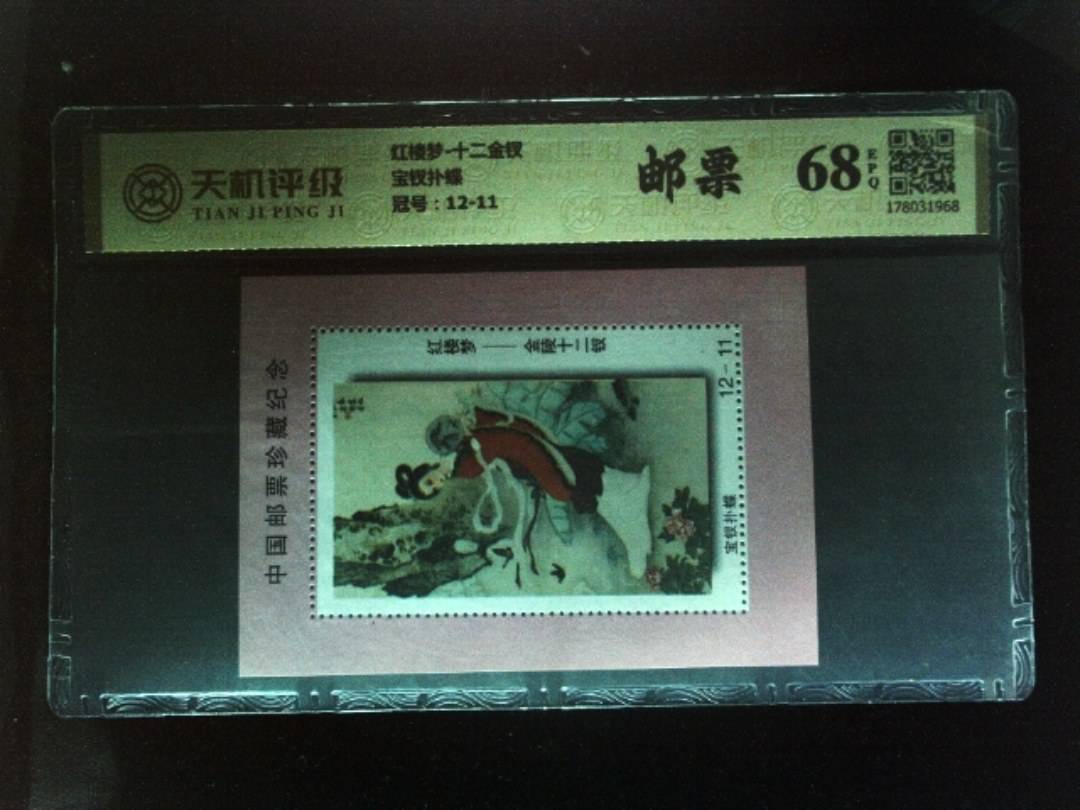 天机评级
TIAN JI PING JI
红楼梦-十二金钗
宝钗扑蝶
冠号：12-11
邮票
68
EPQ
178031968
中国邮票珍藏纪念
红楼梦——金陵十二钗
12-11
宝钗扑蝶